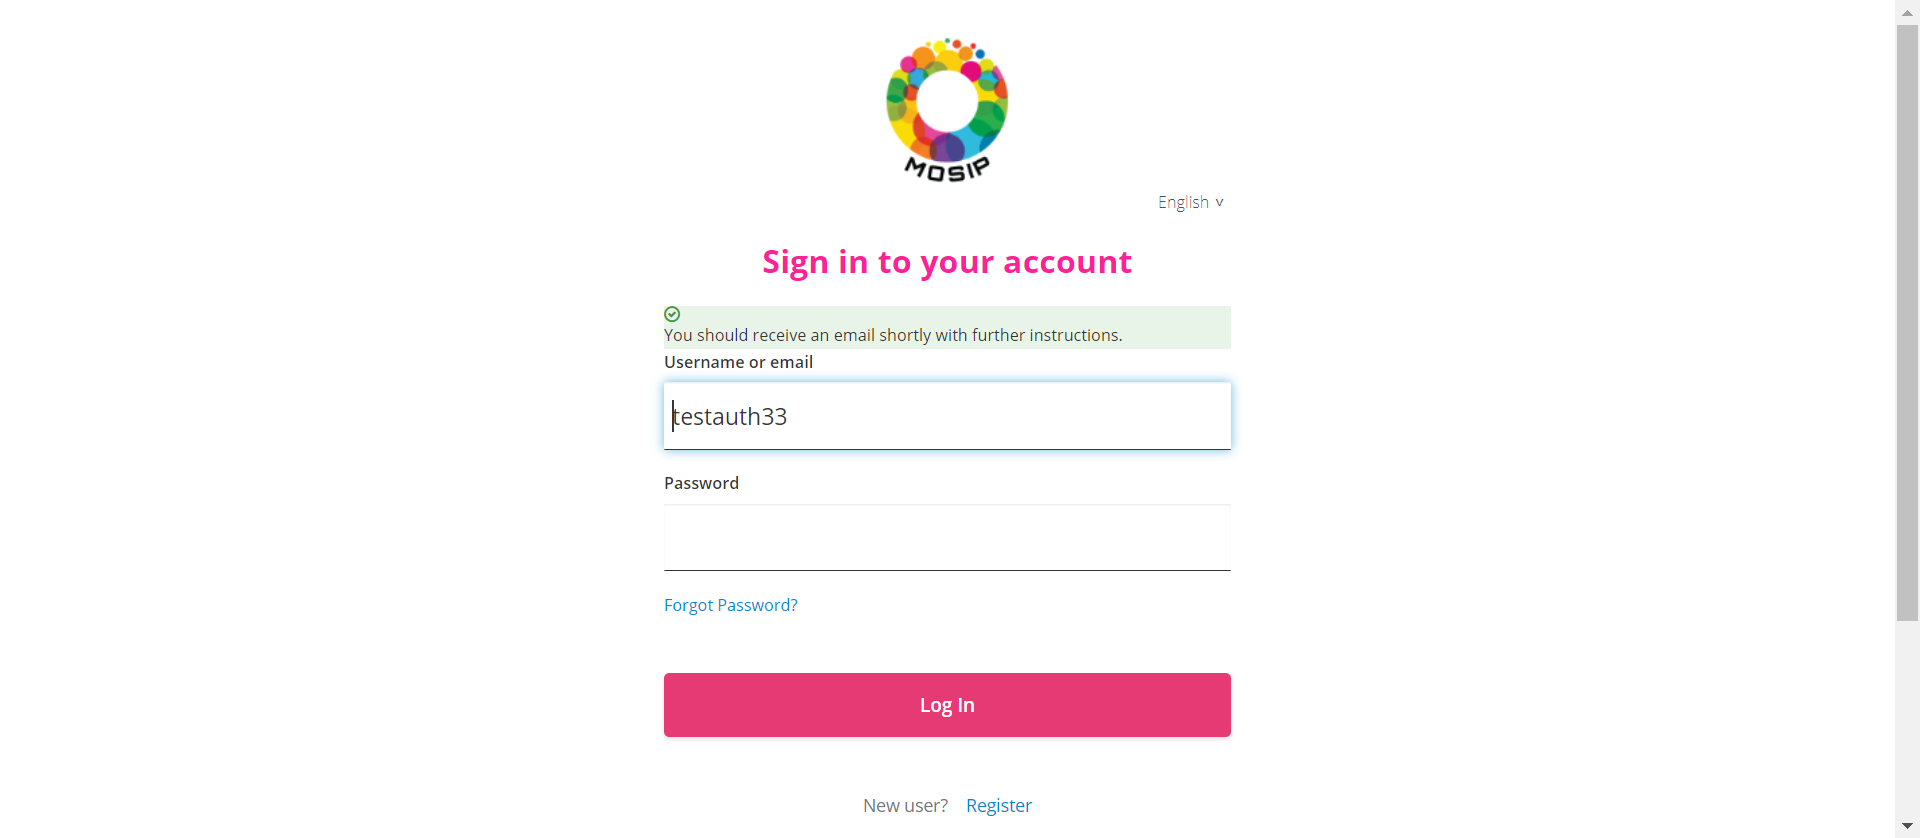 MOSIP
English v
Sign in to your account
You should receive an email shortly with further instructions.
Username or email
testauth33
Password
Forgot Password?
Log In
New user? Register